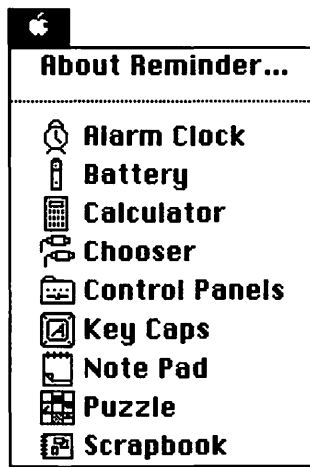 About Reminder...
Alarm Clock
Battery
Calculator
Chooser
Control Panels
Key Caps
Note Pad
Puzzle
Scrapbook